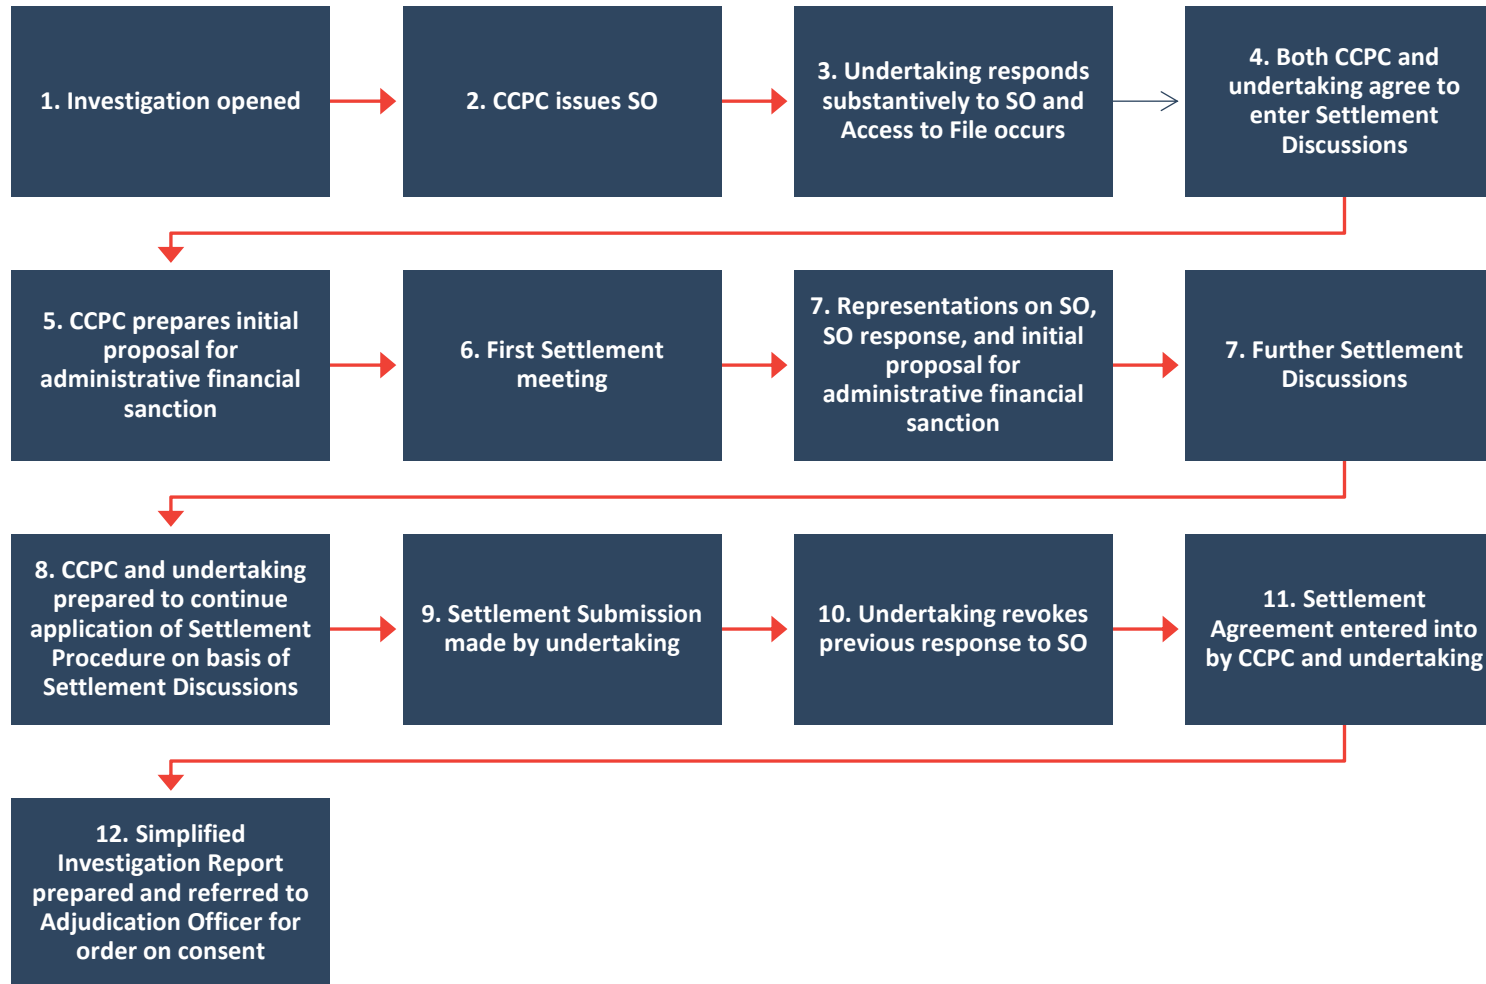 1. Investigation opened
2. CCPC issues SO
3. Undertaking responds
substantively to SO and
Access to File occurs
4. Both CCPC and
undertaking agree to
enter Settlement
Discussions
5. CCPC prepares initial
proposal for
administrative financial
sanction
6. First Settlement
meeting
7. Representations on SO,
SO response, and initial
proposal for
administrative financial
sanction
7. Further Settlement
Discussions
8. CCPC and undertaking
prepared to continue
application of Settlement
Procedure on basis of
Settlement Discussions
9. Settlement Submission
made by undertaking
10. Undertaking revokes
previous response to SO
11. Settlement
Agreement entered into
by CCPC and undertaking
12. Simplified
Investigation Report
prepared and referred to
Adjudication Officer for
order on consent